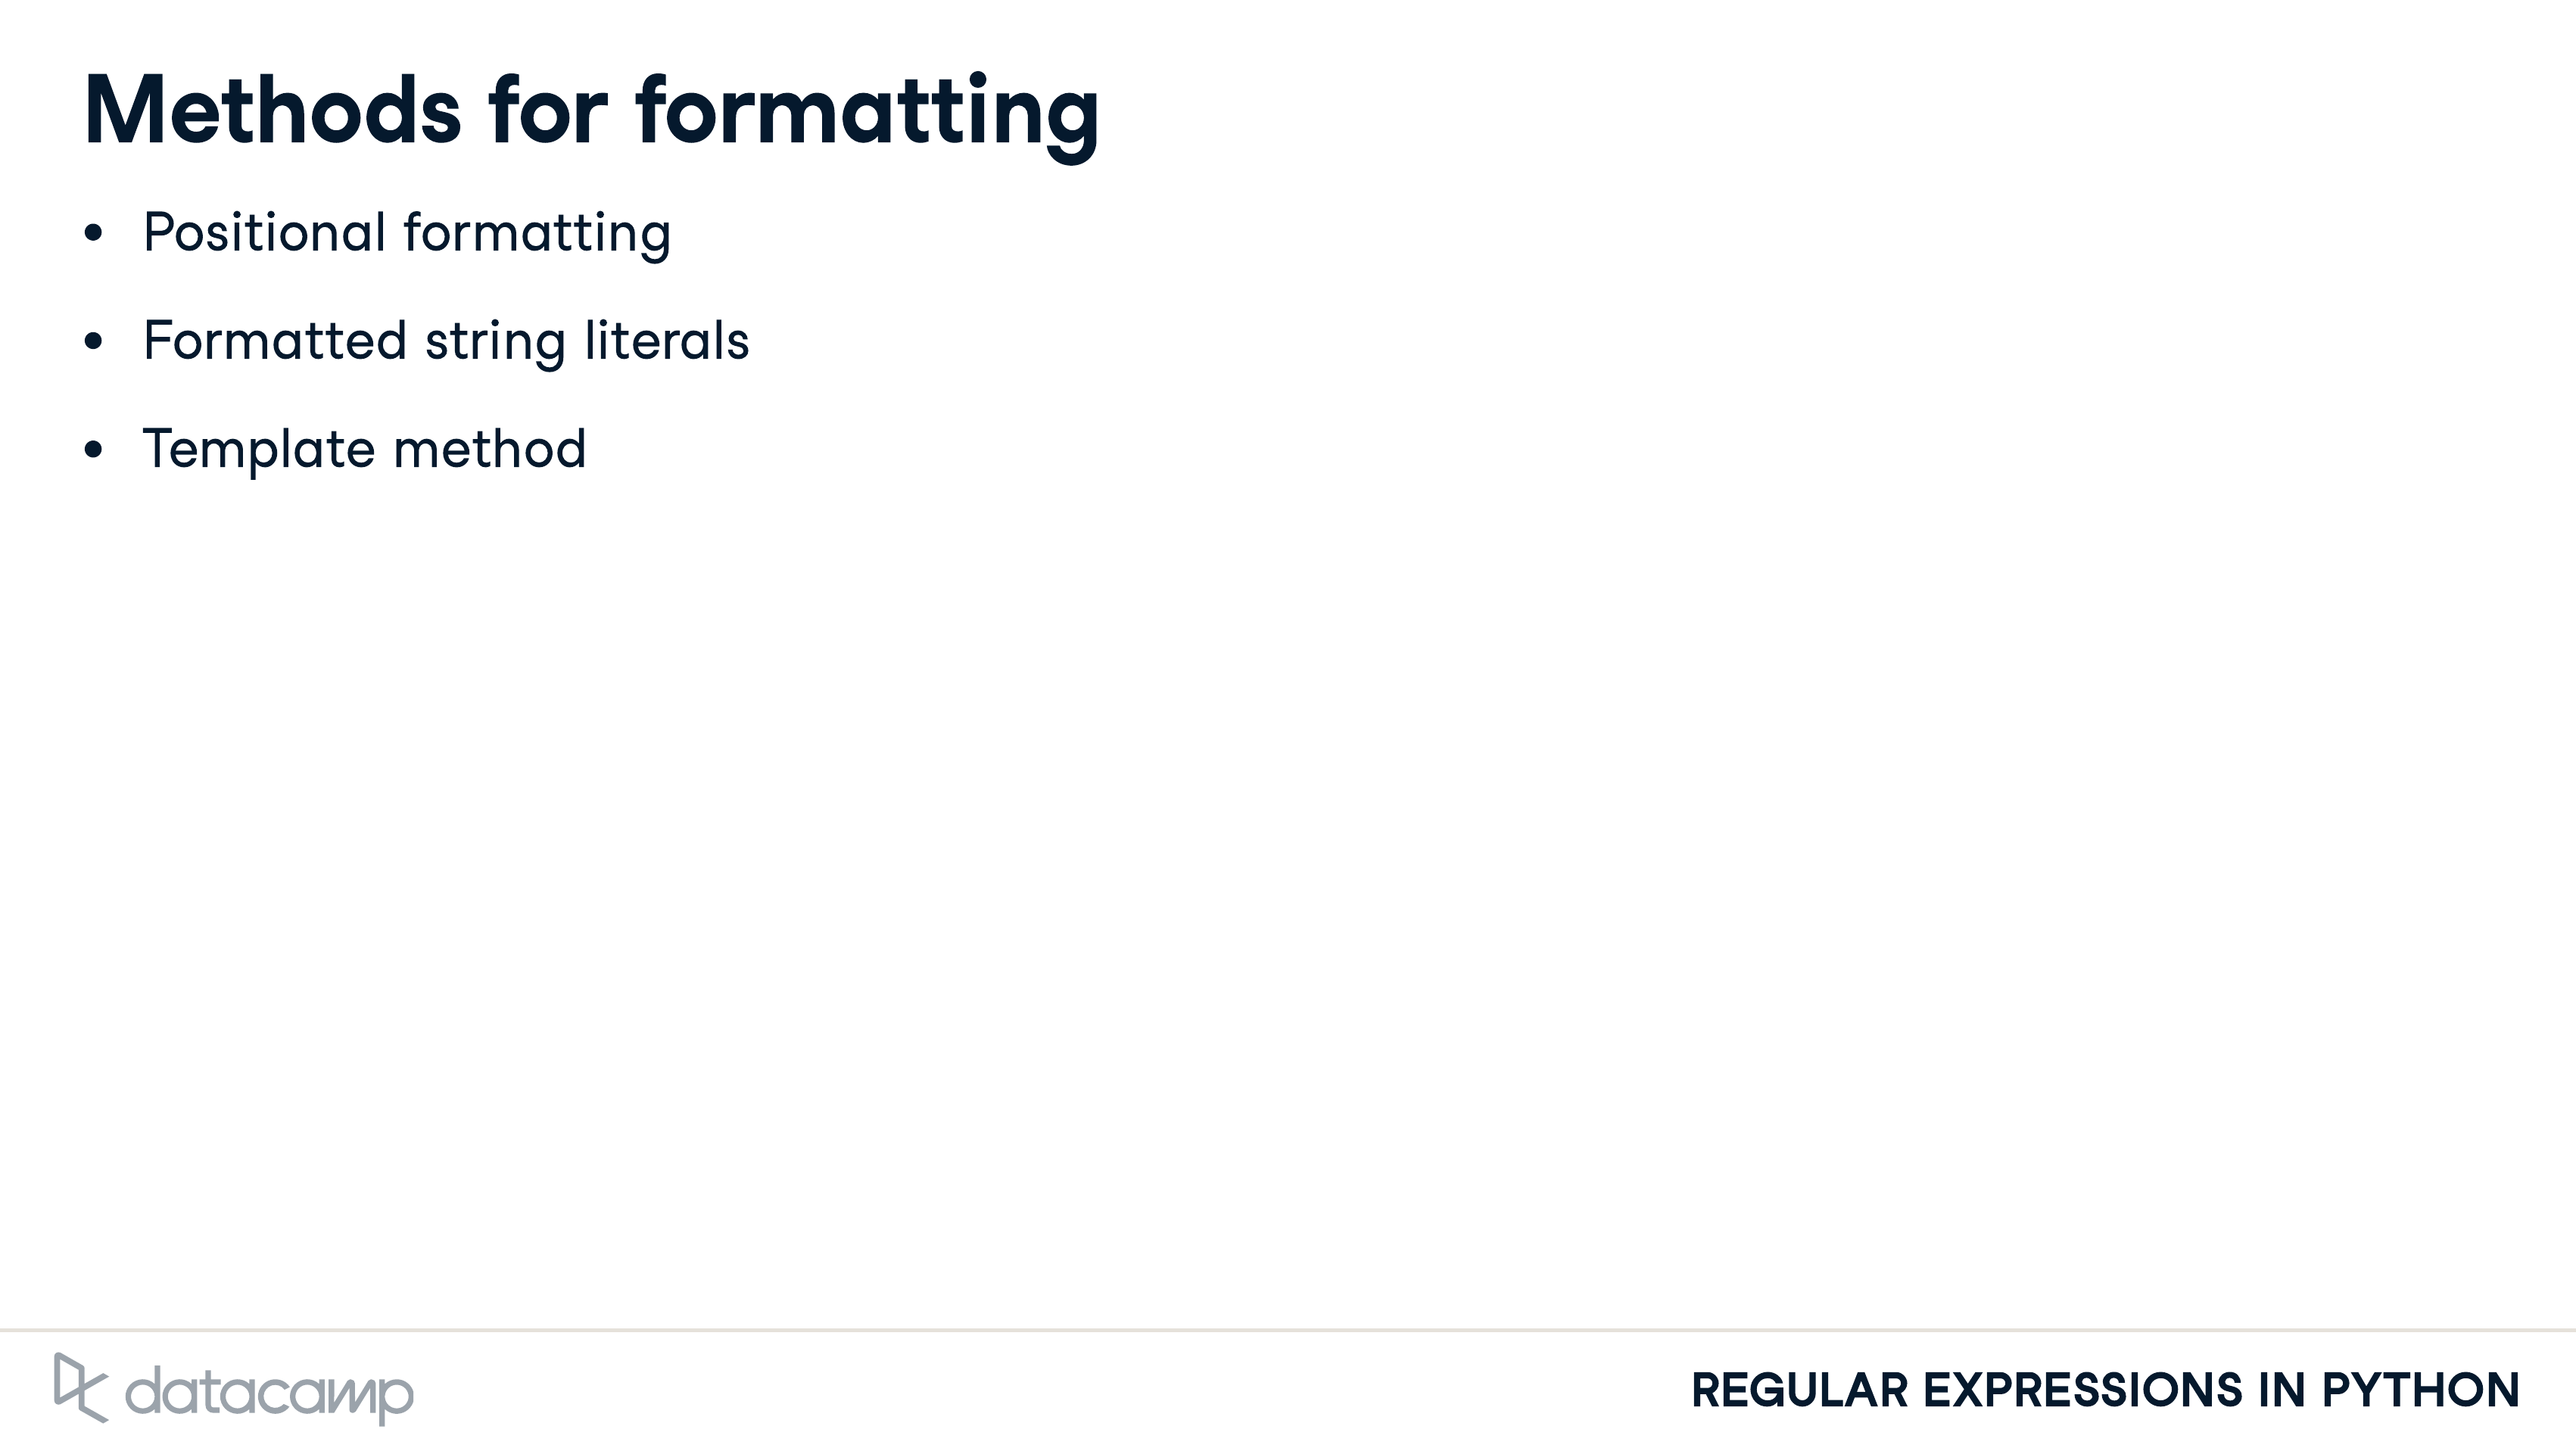 Methods for formatting
• Positional formatting
• Formatted string literals
• Template method
datacamp
REGULAR EXPRESSIONS IN PYTHON